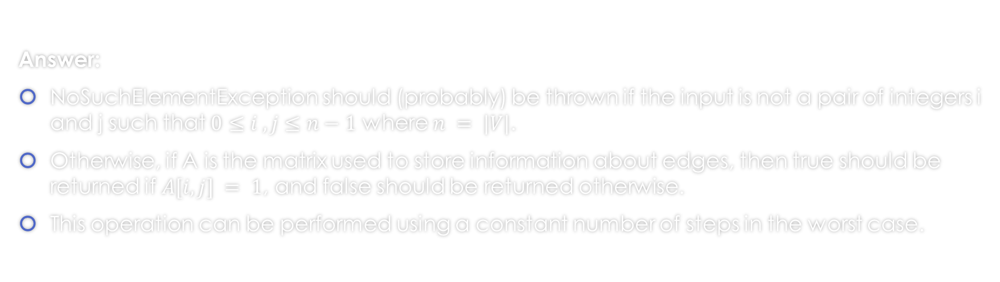 Answer:
NoSuchElementException should (probably) be thrown if the input is not a pair of integers i
and j such that 0 ≤ i , j ≤ n − 1 where n = |V|.
Otherwise, if A is the matrix used to store information about edges, then true should be
returned if A[i, j] = 1, and false should be returned otherwise.
This operation can be performed using a constant number of steps in the worst case.